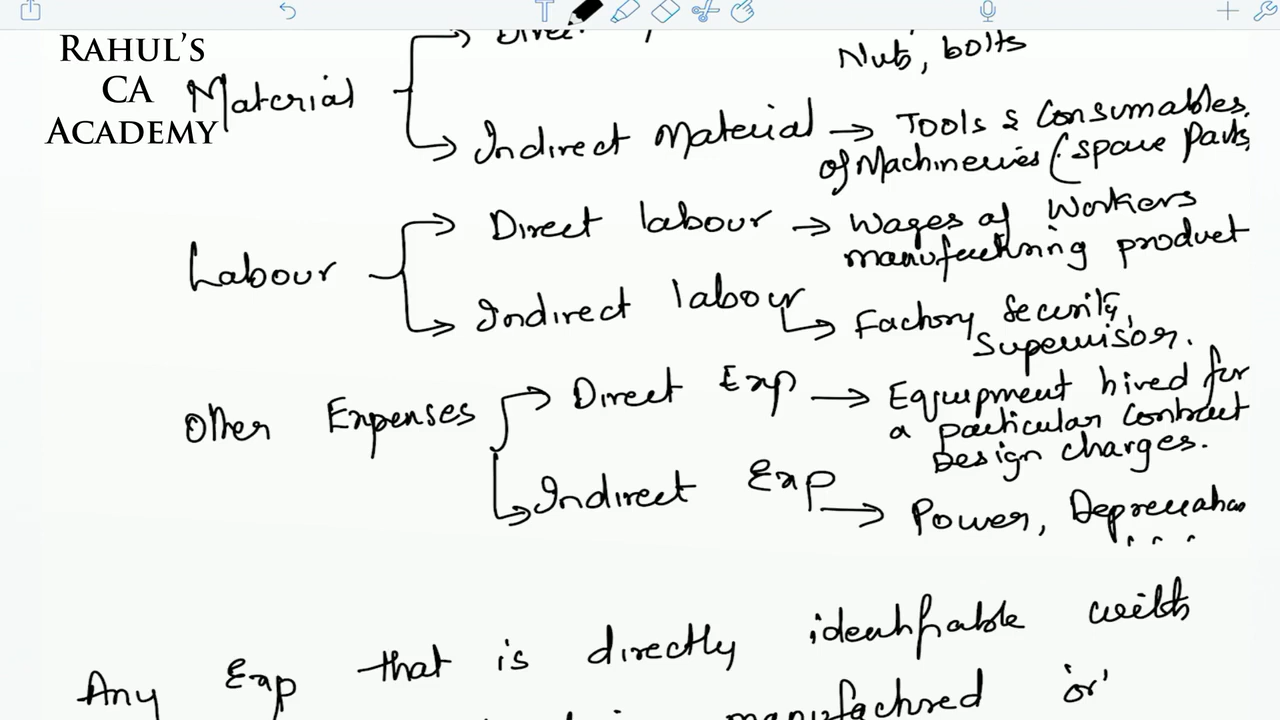 RAHUL'S
CA
ACADEMY
Nuts, bolts
Material
Indirect Material → Tools & Consumables
of Machineries (spare parts,
Direct labour → Wages of Workers
manufacturing product
Labour
Indirect labour → Factory Security,
Supervisor.
Direct Exp → Equipment hired for
a particular contract
Design charges.
Other Expenses
Indirect Exp → Power, Depreciation
...
Any Exp that is directly identifiable with
manufactured or